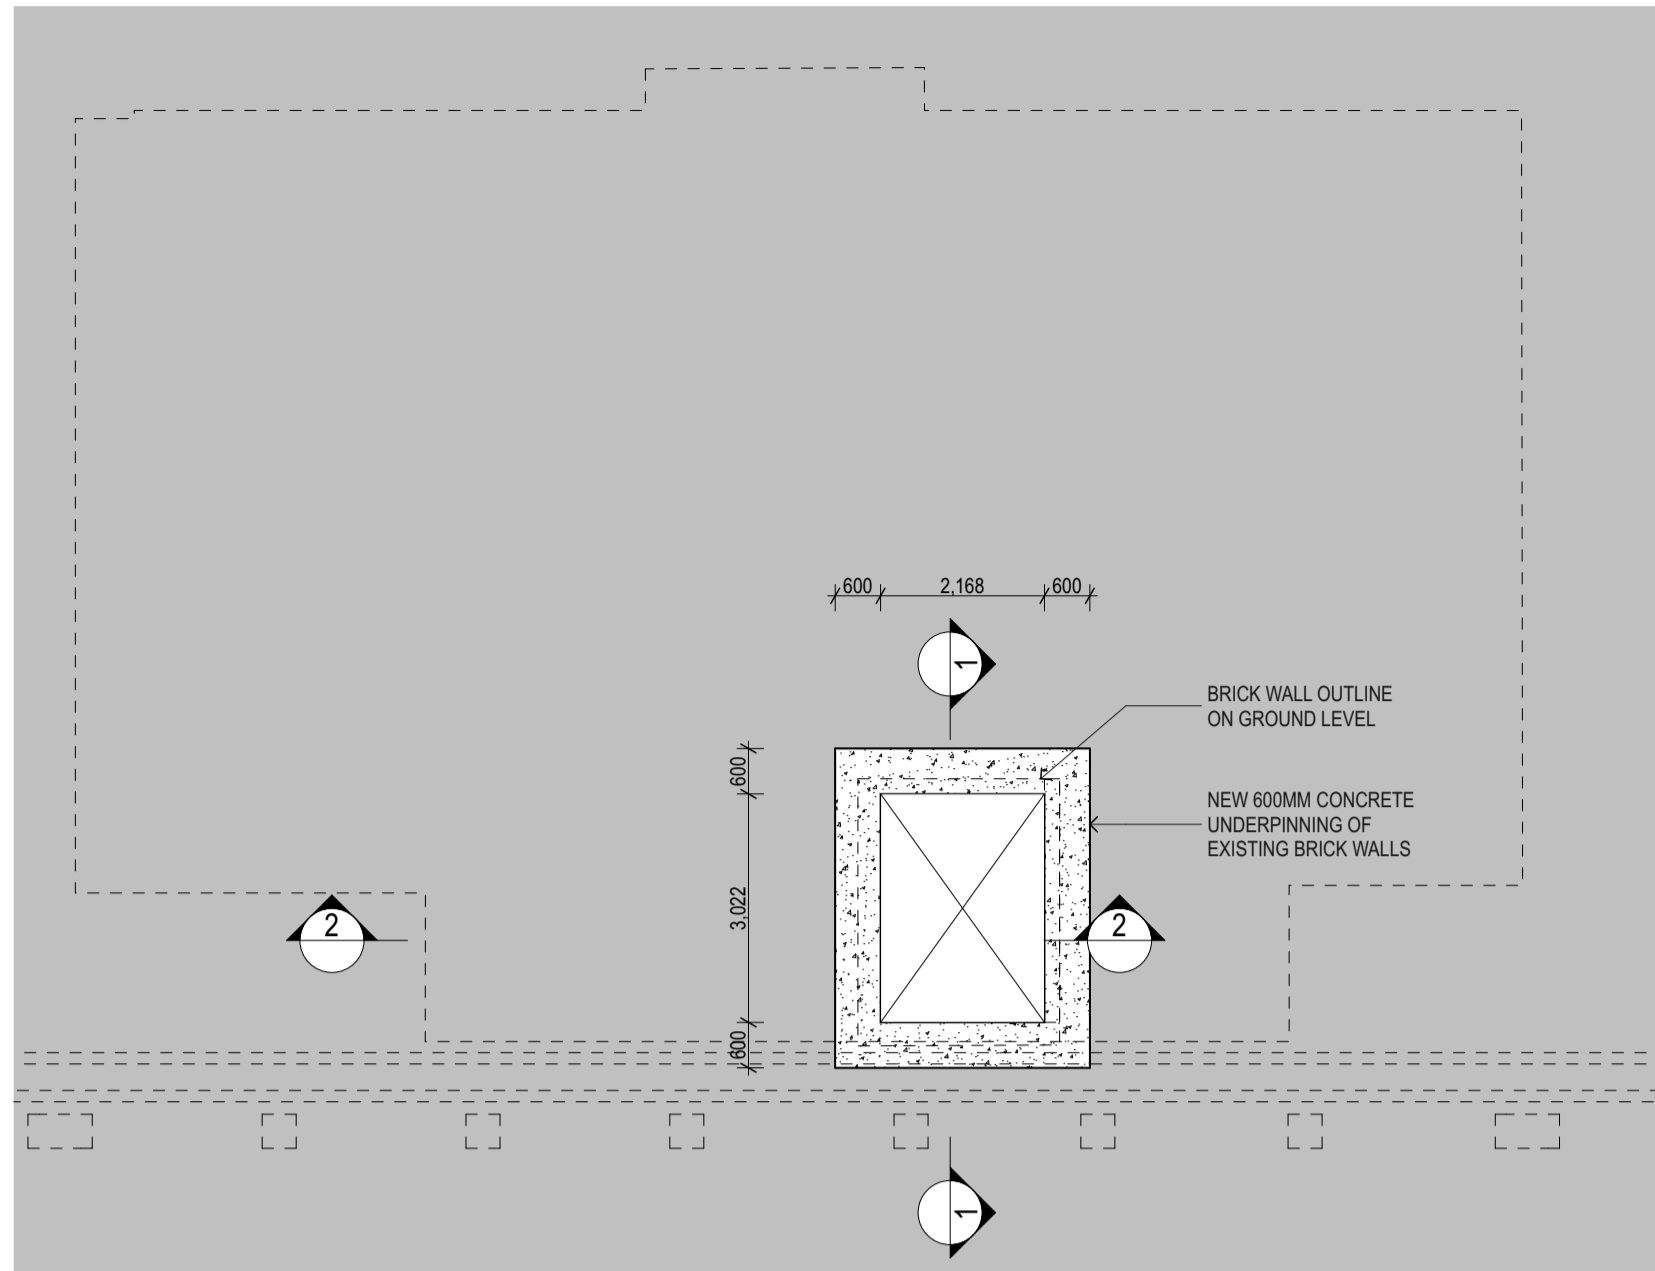 600 2,168 600
1
BRICK WALL OUTLINE
ON GROUND LEVEL
600
NEW 600MM CONCRETE
UNDERPINNING OF
EXISTING BRICK WALLS
3,022
2
2
600
1